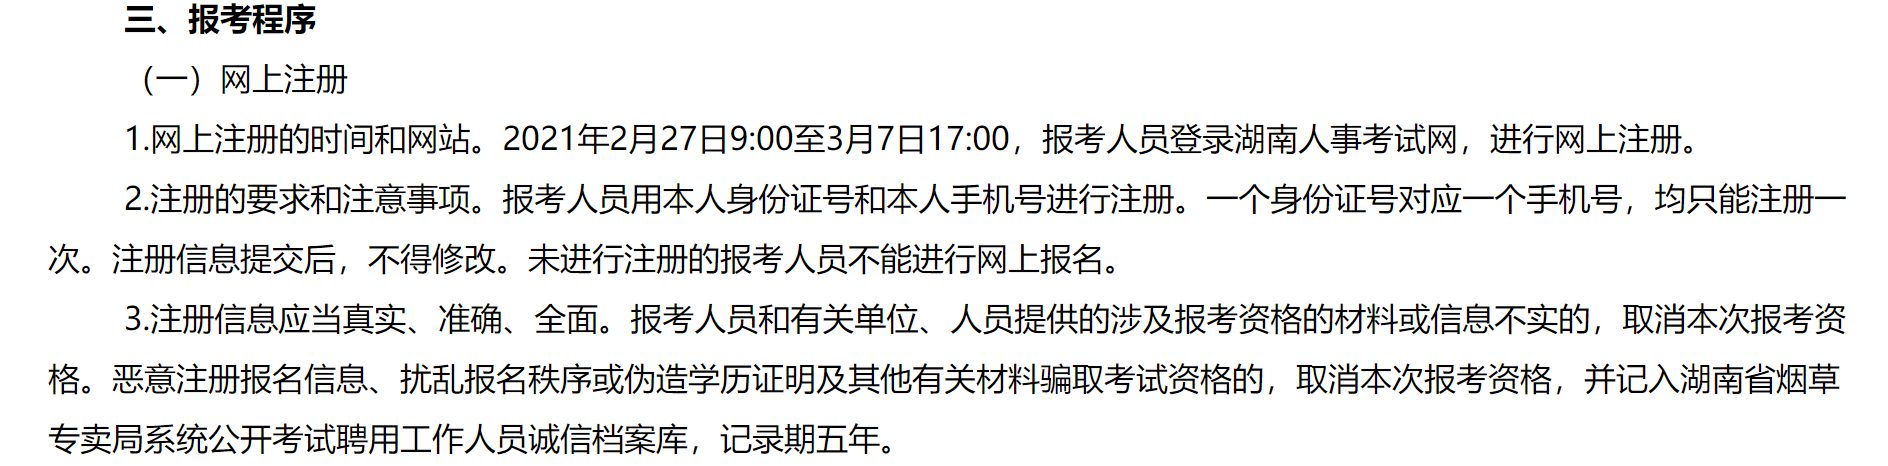 三、报考程序
（一）网上注册
1.网上注册的时间和网站。2021年2月27日9:00至3月7日17:00，报考人员登录湖南人事考试网，进行网上注册。
2.注册的要求和注意事项。报考人员用本人身份证号和本人手机号进行注册。一个身份证号对应一个手机号，均只能注册一
次。注册信息提交后，不得修改。未进行注册的报考人员不能进行网上报名。
3.注册信息应当真实、准确、全面。报考人员和有关单位、人员提供的涉及报考资格的材料或信息不实的，取消本次报考资
格。恶意注册报名信息、扰乱报名秩序或伪造学历证明及其他有关材料骗取考试资格的，取消本次报考资格，并记入湖南省烟草
专卖局系统公开考试聘用工作人员诚信档案库，记录期五年。